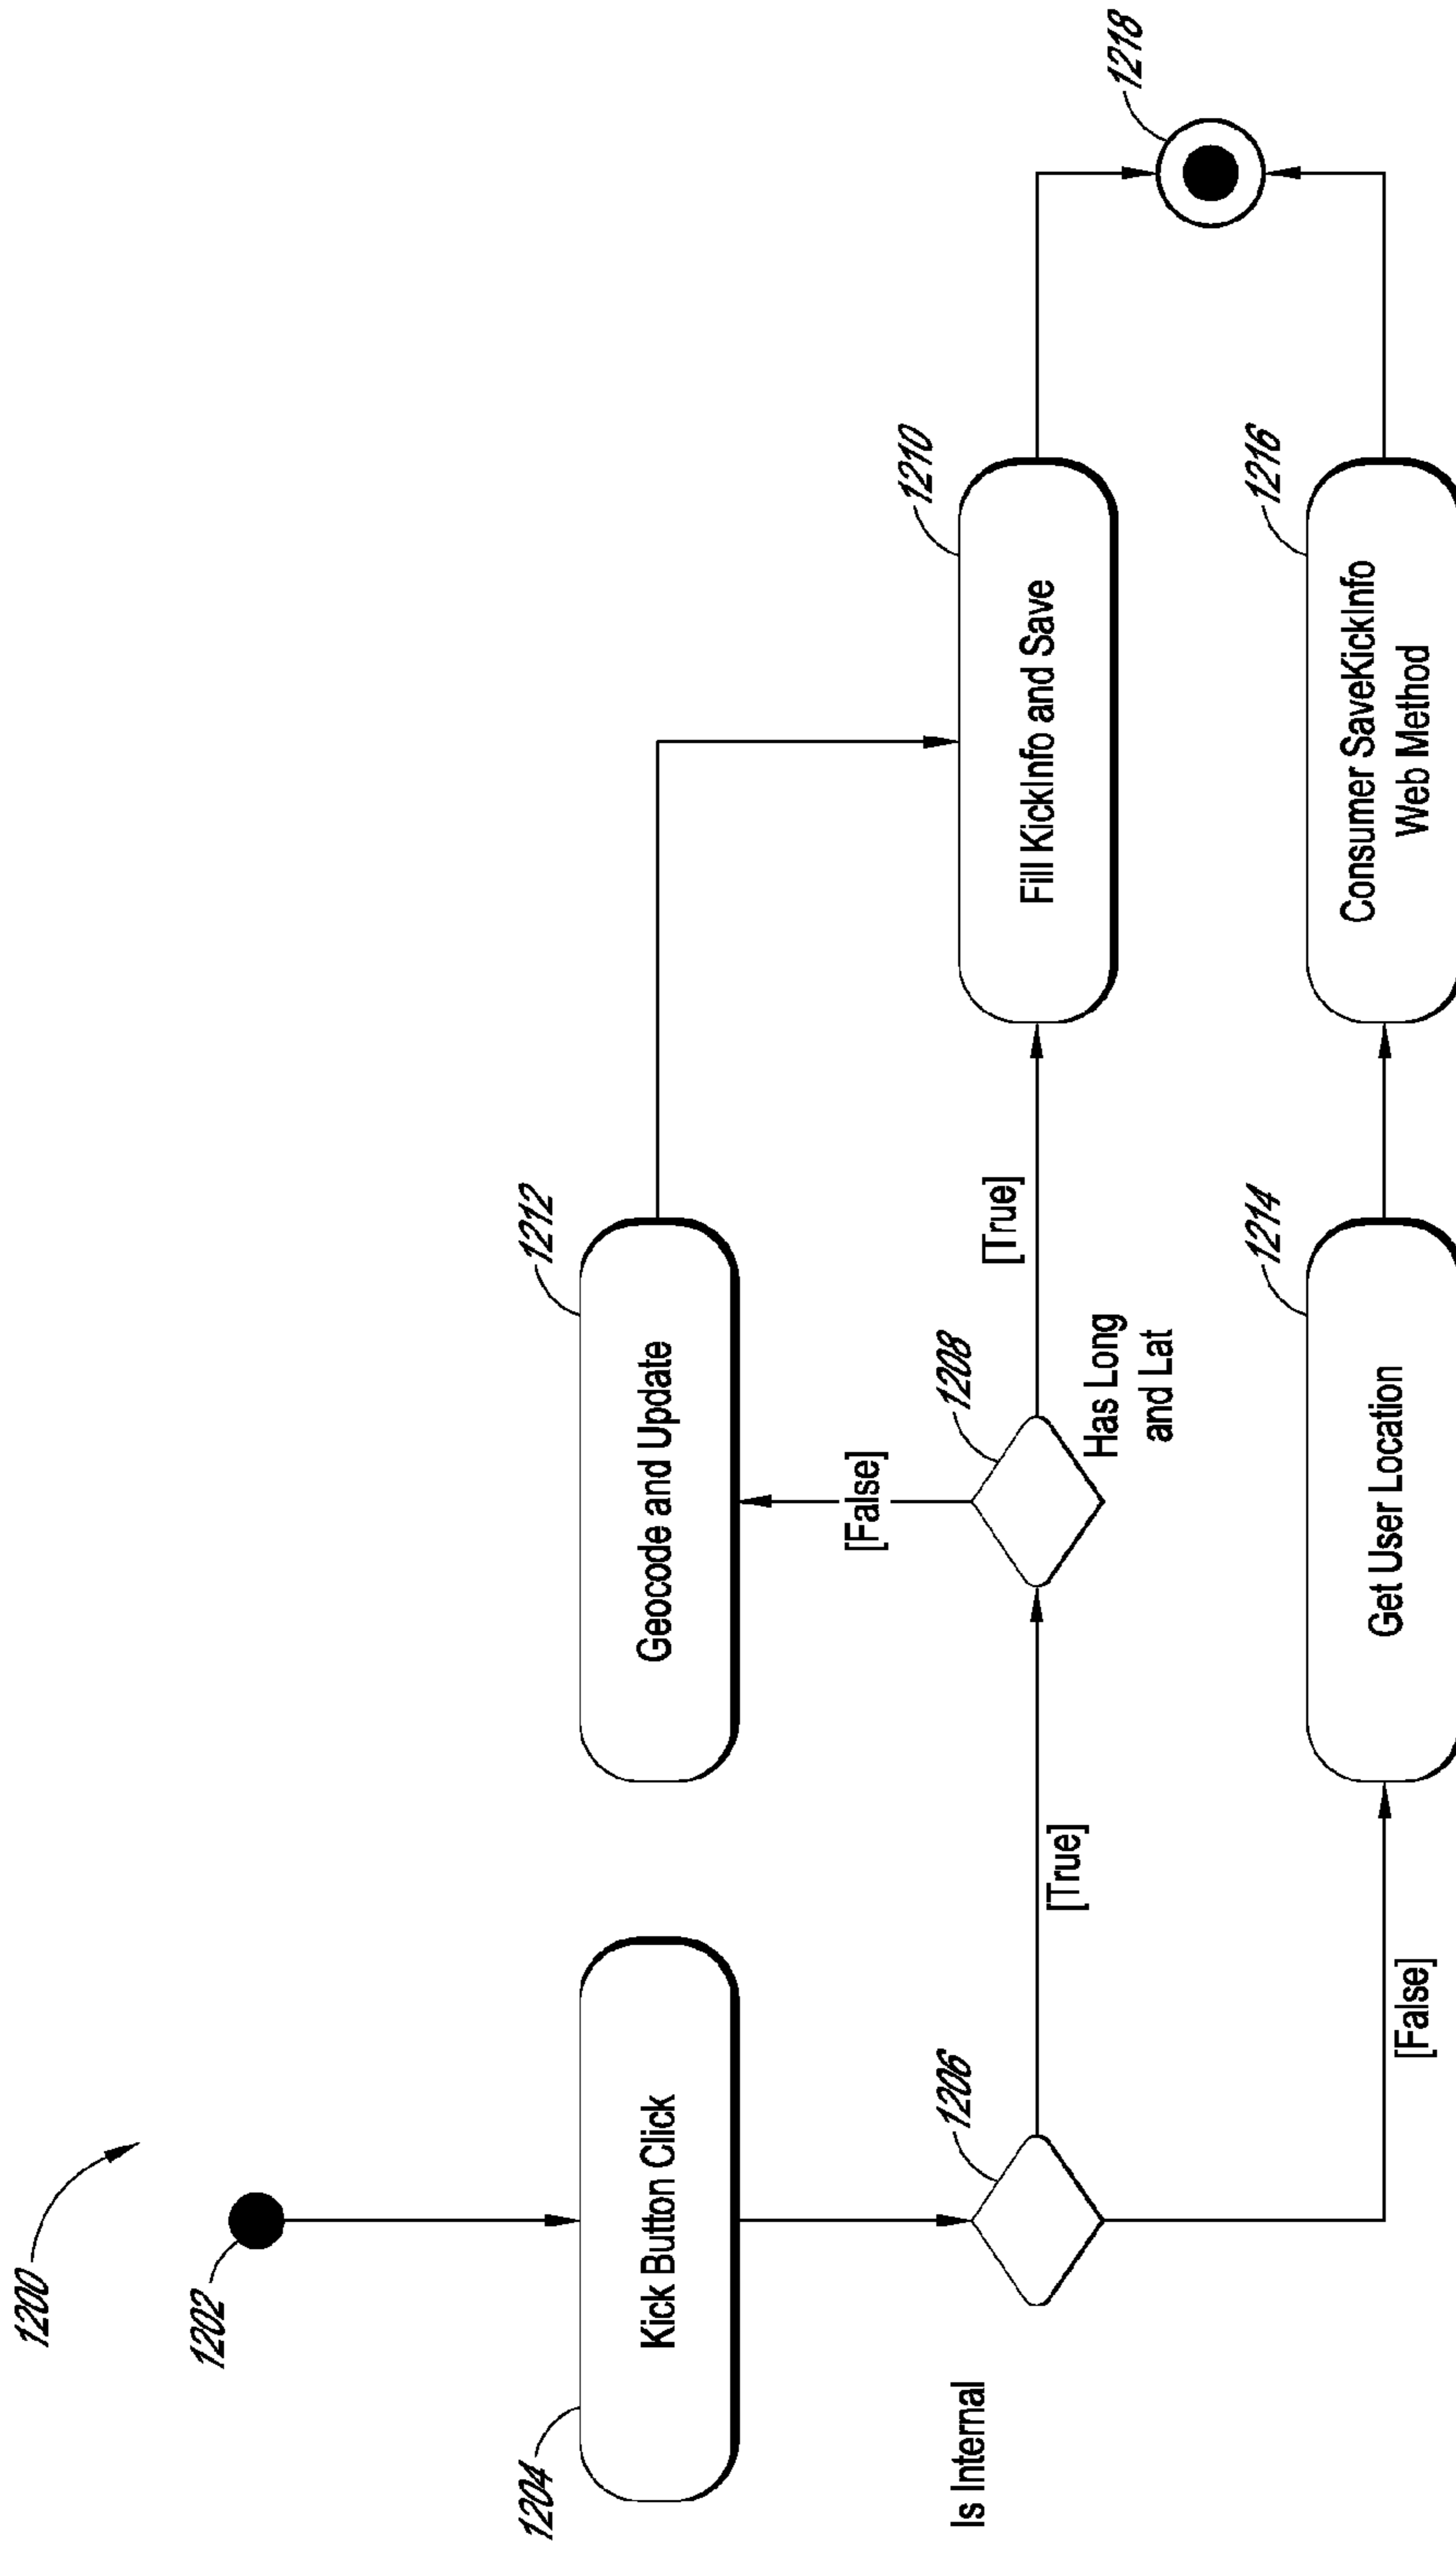 1200
1202
1204
Kick Button Click
1212
Geocode and Update
Is Internal
1206
[True]
[False]
1208
Has Long
and Lat
[True]
1210
Fill KickInfo and Save
1218
[False]
1214
Get User Location
1216
Consumer SaveKickInfo
Web Method